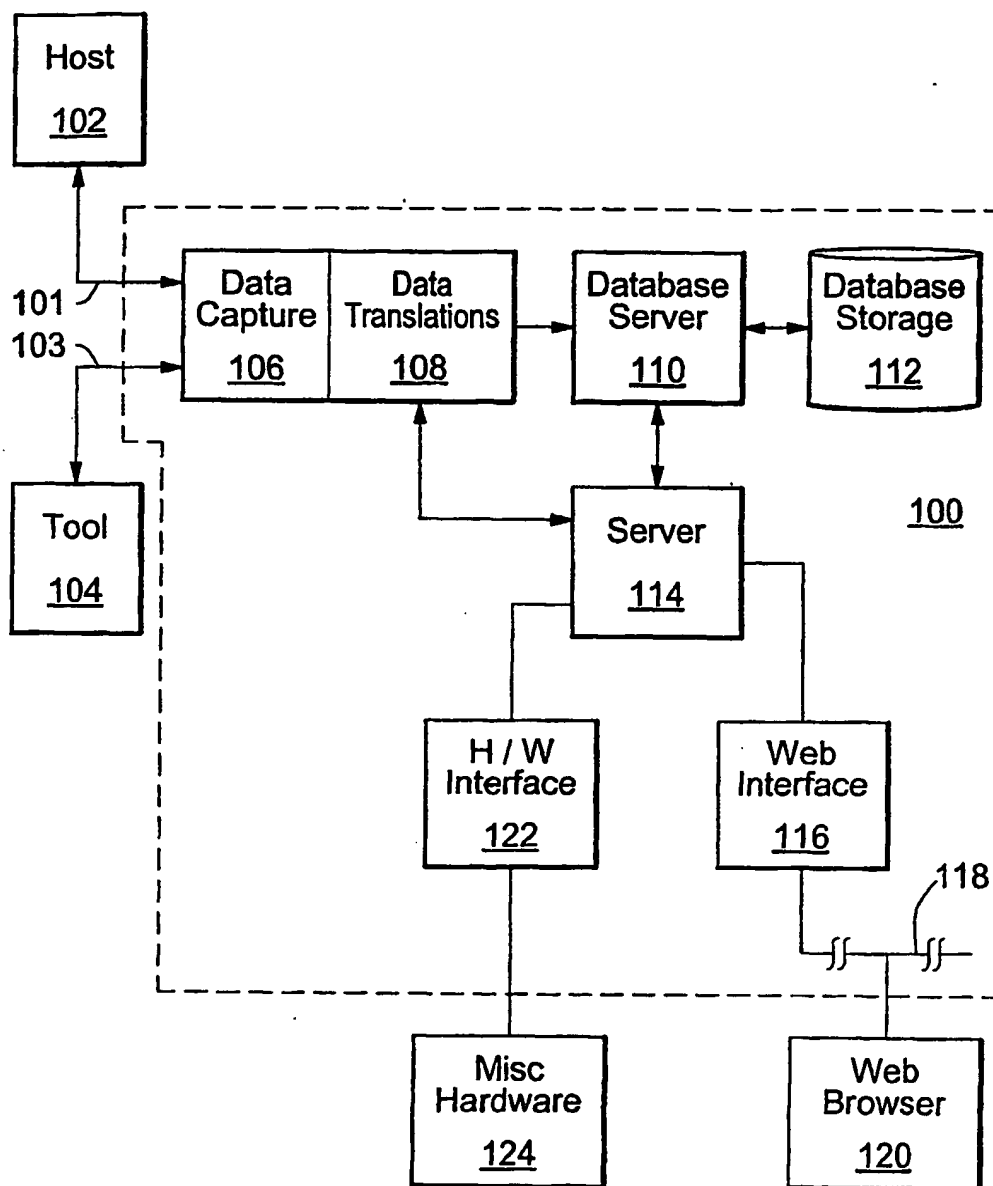 Host
102
101
103
Data
Capture
106
Data
Translations
108
Database
Server
110
Database
Storage
112
Tool
104
Server
114
100
H / W
Interface
122
Web
Interface
116
118
Misc
Hardware
124
Web
Browser
120